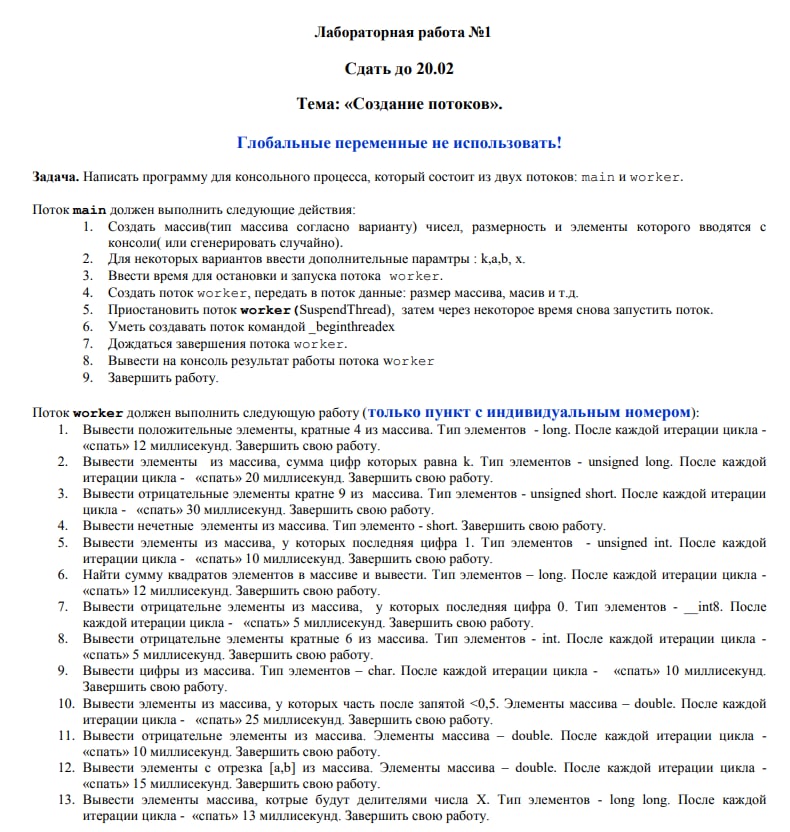 Лабораторная работа №1
Сдать до 20.02
Тема: «Создание потоков».
Глобальные переменные не использовать!
Задача. Написать программу для консольного процесса, который состоит из двух потоков: main и worker.
Поток main должен выполнить следующие действия:
1. Создать массив(тип массива согласно варианту) чисел, размерность и элементы которого вводятся с
консоли( или сгенерировать случайно).
2. Для некоторых вариантов ввести дополнительные парамтры : k,a,b, x.
3. Ввести время для остановки и запуска потока worker.
4. Создать поток worker, передать в поток данные: размер массива, масив и т.д.
5. Приостановить поток worker(SuspendThread), затем через некоторое время снова запустить поток.
6. Уметь создавать поток командой _beginthreadex
7. Дождаться завершения потока worker.
8. Вывести на консоль результат работы потока worker
9. Завершить работу.
Поток worker должен выполнить следующую работу (только пункт с индивидуальным номером):
1. Вывести положительные элементы, кратные 4 из массива. Тип элементов - long. После каждой итерации цикла -
«спать» 12 миллисекунд. Завершить свою работу.
2. Вывести элементы из массива, сумма цифр которых равна k. Тип элементов - unsigned long. После каждой
итерации цикла - «спать» 20 миллисекунд. Завершить свою работу.
3. Вывести отрицательные элементы кратне 9 из массива. Тип элементов - unsigned short. После каждой итерации
цикла - «спать» 30 миллисекунд. Завершить свою работу.
4. Вывести нечетные элементы из массива. Тип элементо - short. Завершить свою работу.
5. Вывести элементы из массива, у которых последняя цифра 1. Тип элементов - unsigned int. После каждой
итерации цикла - «спать» 10 миллисекунд. Завершить свою работу.
6. Найти сумму квадратов элементов в массиве и вывести. Тип элементов – long. После каждой итерации цикла -
«спать» 12 миллисекунд. Завершить свою работу.
7. Вывести отрицательне элементы из массива, у которых последняя цифра 0. Тип элементов - __int8. После
каждой итерации цикла - «спать» 5 миллисекунд. Завершить свою работу.
8. Вывести отрицательне элементы кратные 6 из массива. Тип элементов - int. После каждой итерации цикла -
«спать» 5 миллисекунд. Завершить свою работу.
9. Вывести цифры из массива. Тип элементов – char. После каждой итерации цикла - «спать» 10 миллисекунд.
Завершить свою работу.
10. Вывести элементы из массива, у которых часть после запятой <0,5. Элементы массива – double. После каждой
итерации цикла - «спать» 25 миллисекунд. Завершить свою работу.
11. Вывести отрицательне элементы из массива. Элементы массива – double. После каждой итерации цикла -
«спать» 10 миллисекунд. Завершить свою работу.
12. Вывести элементы с отрезка [a,b] из массива. Элементы массива – double. После каждой итерации цикла -
«спать» 15 миллисекунд. Завершить свою работу.
13. Вывести элементы массива, котрые будут делителями числа X. Тип элементов - long long. После каждой
итерации цикла - «спать» 13 миллисекунд. Завершить свою работу.